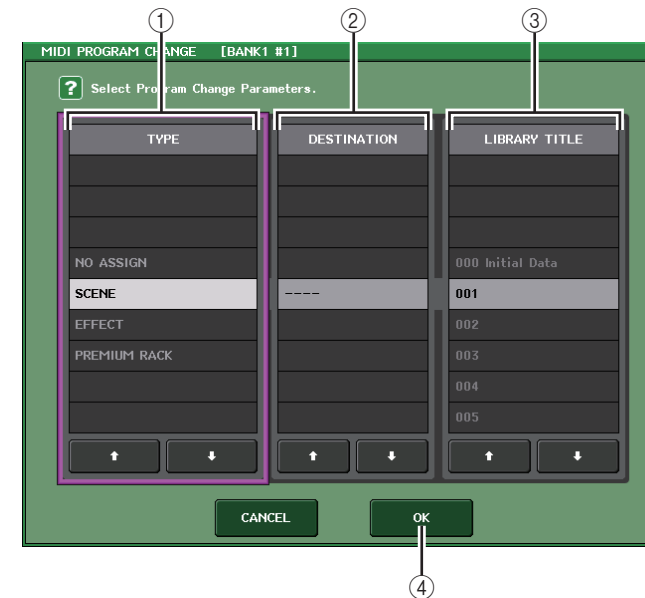 ① ② ③
MIDI PROGRAM CHANGE [BANK1 #1]
? Select Program Change Parameters.
TYPE DESTINATION LIBRARY TITLE
NO ASSIGN 000 Initial Data
SCENE ---- 001
EFFECT 002
PREMIUM RACK 003
004
005
CANCEL OK
④